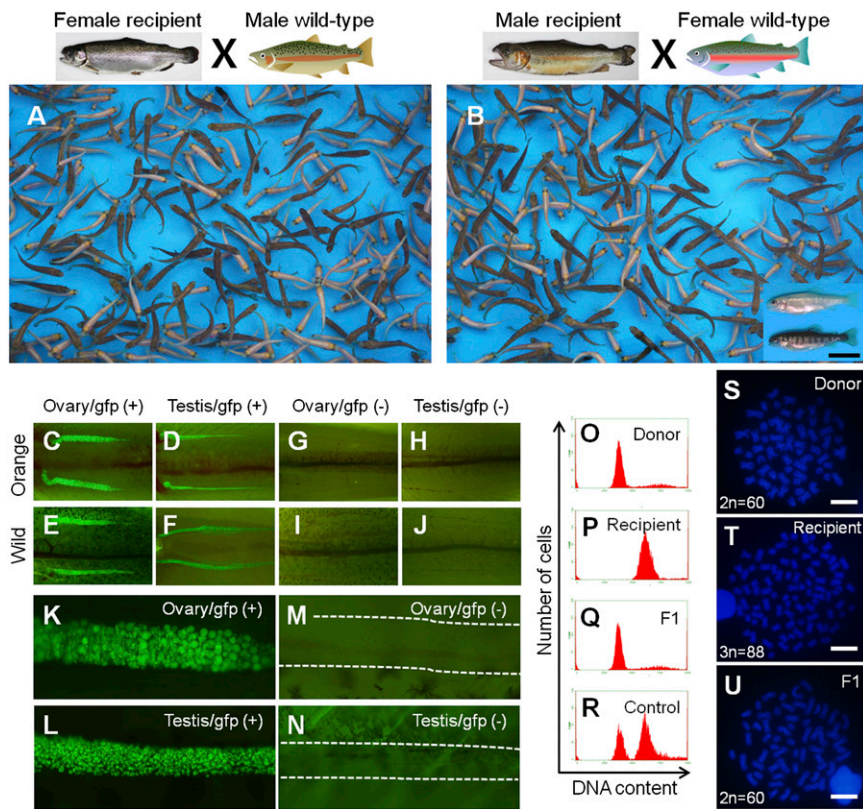 Female recipient Male wild-type Male recipient Female wild-type
X X
A B
Ovary/gfp (+) Testis/gfp (+) Ovary/gfp (-) Testis/gfp (-)
Orange
C D G H
Wild
E F I J
K Ovary/gfp (+) M Ovary/gfp (-)
L Testis/gfp (+) N Testis/gfp (-)
Number of cells
O Donor
P Recipient
Q F1
R Control
DNA content
S Donor
2n=60
T Recipient
3n=88
U F1
2n=60